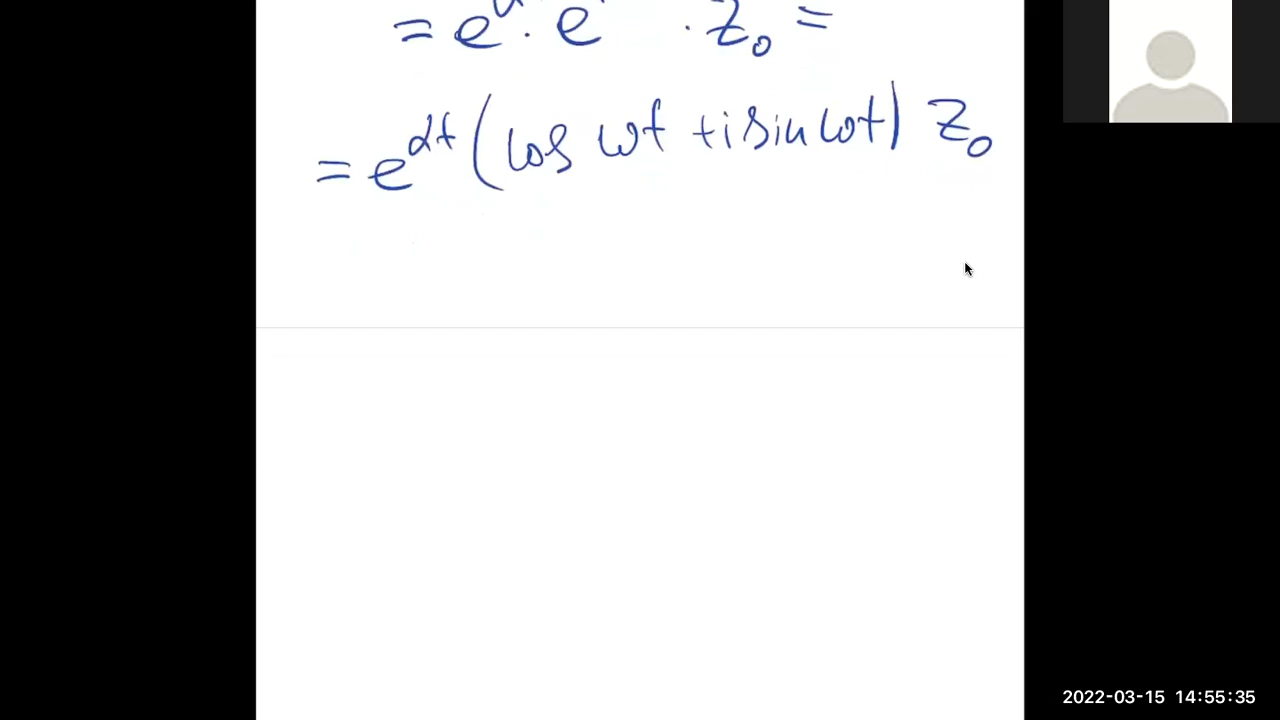 = e · e · z₀ =
= e^{αt} (cos ωt + i sin ωt) z₀
2022-03-15 14:55:35